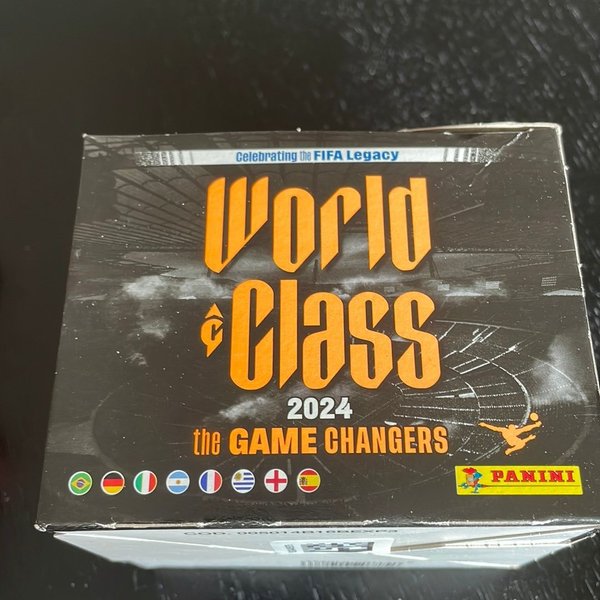 Celebrating the FIFA Legacy
World
Class
2024
the GAME CHANGERS
PANINI